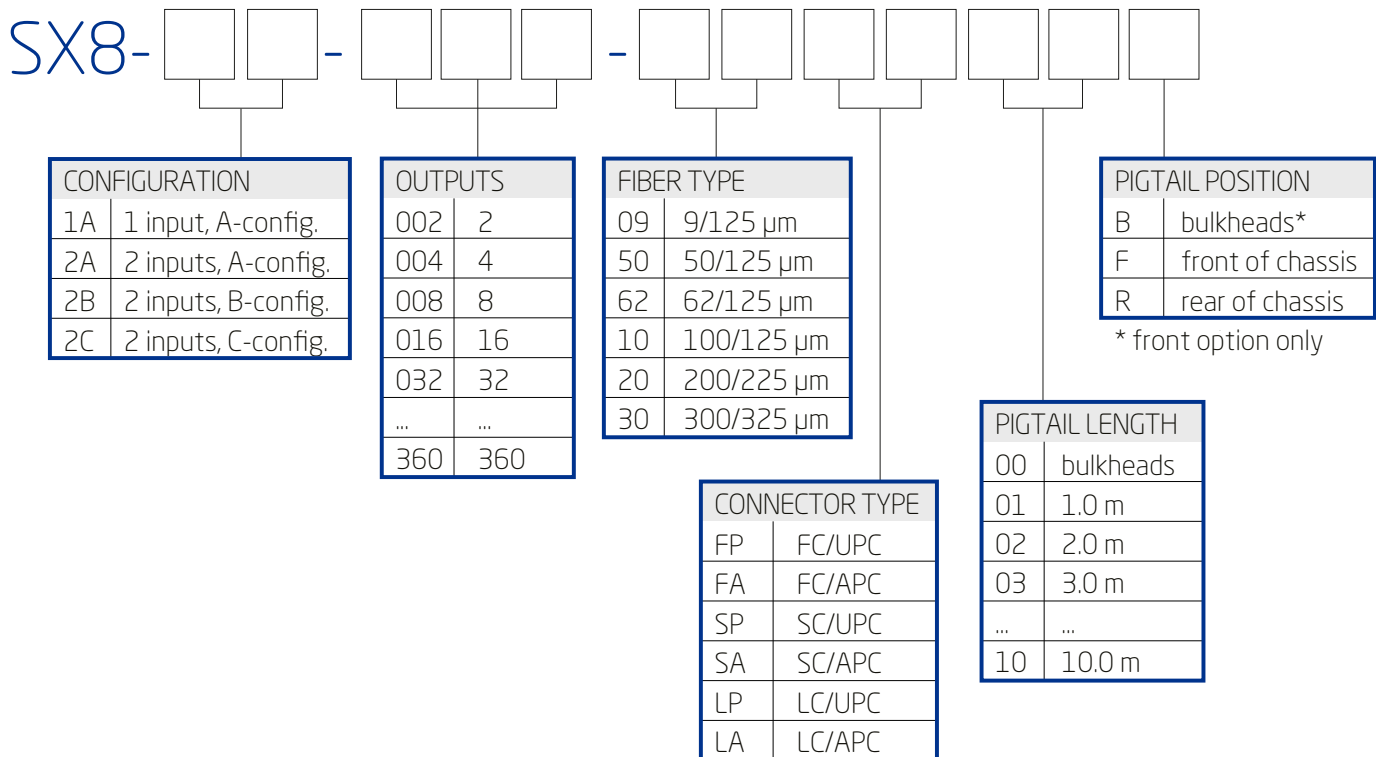 SX8- - -
CONFIGURATION
1A 1 input, A-config.
2A 2 inputs, A-config.
2B 2 inputs, B-config.
2C 2 inputs, C-config.
OUTPUTS
002 2
004 4
008 8
016 16
032 32
... ...
360 360
FIBER TYPE
09 9/125 µm
50 50/125 µm
62 62/125 µm
10 100/125 µm
20 200/225 µm
30 300/325 µm
CONNECTOR TYPE
FP FC/UPC
FA FC/APC
SP SC/UPC
SA SC/APC
LP LC/UPC
LA LC/APC
PIGTAIL LENGTH
00 bulkheads
01 1.0 m
02 2.0 m
03 3.0 m
... ...
10 10.0 m
PIGTAIL POSITION
B bulkheads*
F front of chassis
R rear of chassis
* front option only